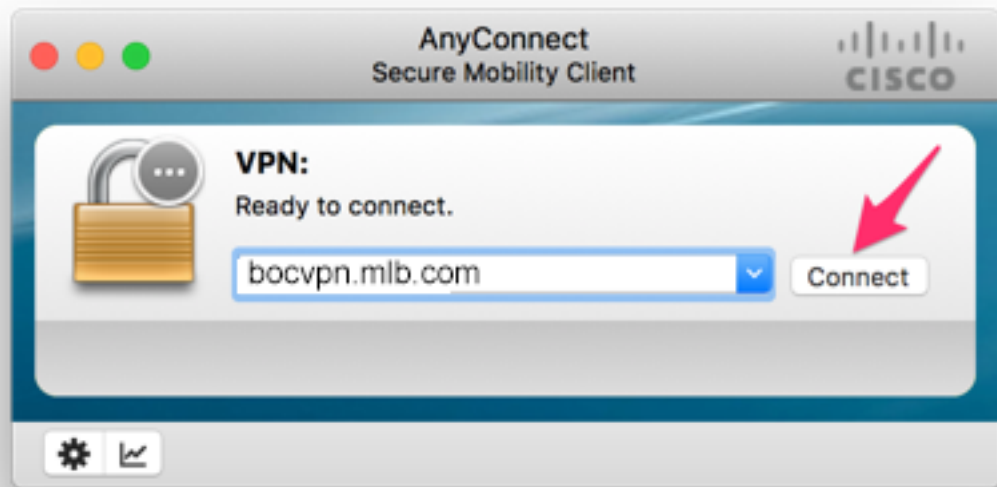 AnyConnect
Secure Mobility Client
CISCO
VPN:
Ready to connect.
bocvpn.mlb.com
Connect